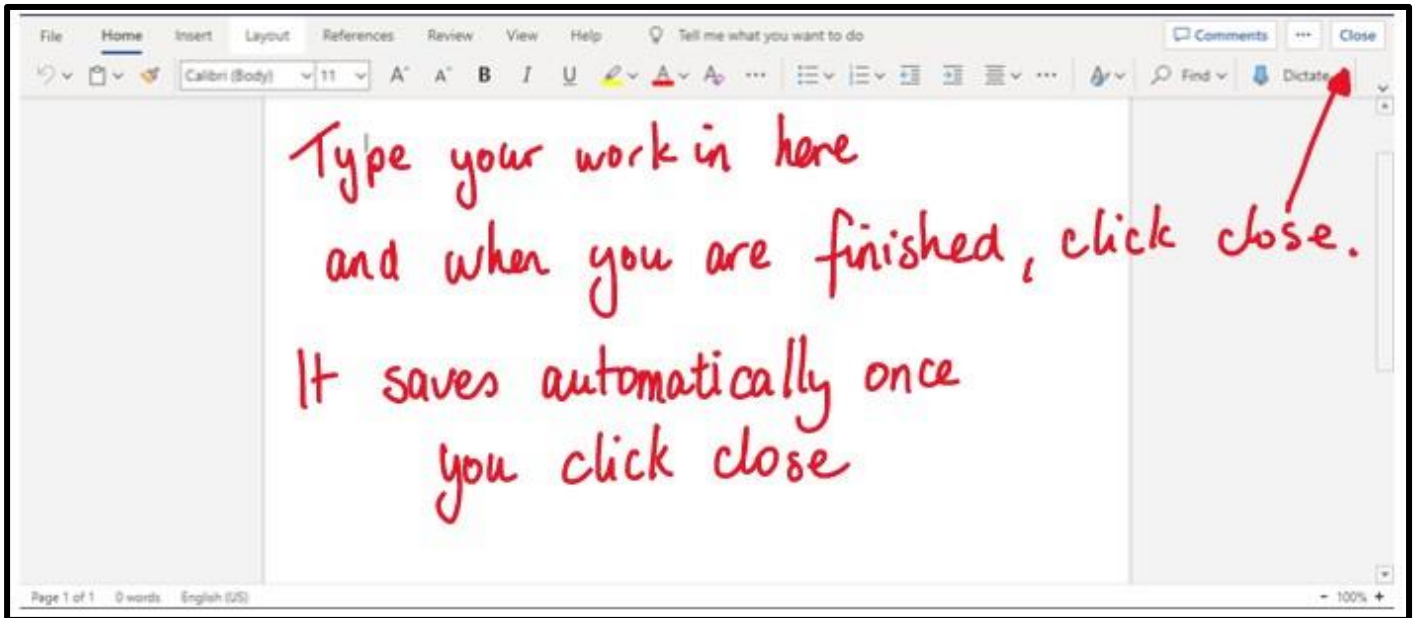 File Home Insert Layout References Review View Help Tell me what you want to do Comments ... Close
Calibri (Body) 11 A^ A˅ B I U A A ... ... A Find Dictate
Type your work in here
and when you are finished, click close.
It saves automatically once
you click close
Page 1 of 1 0 words English (US) - 100% +